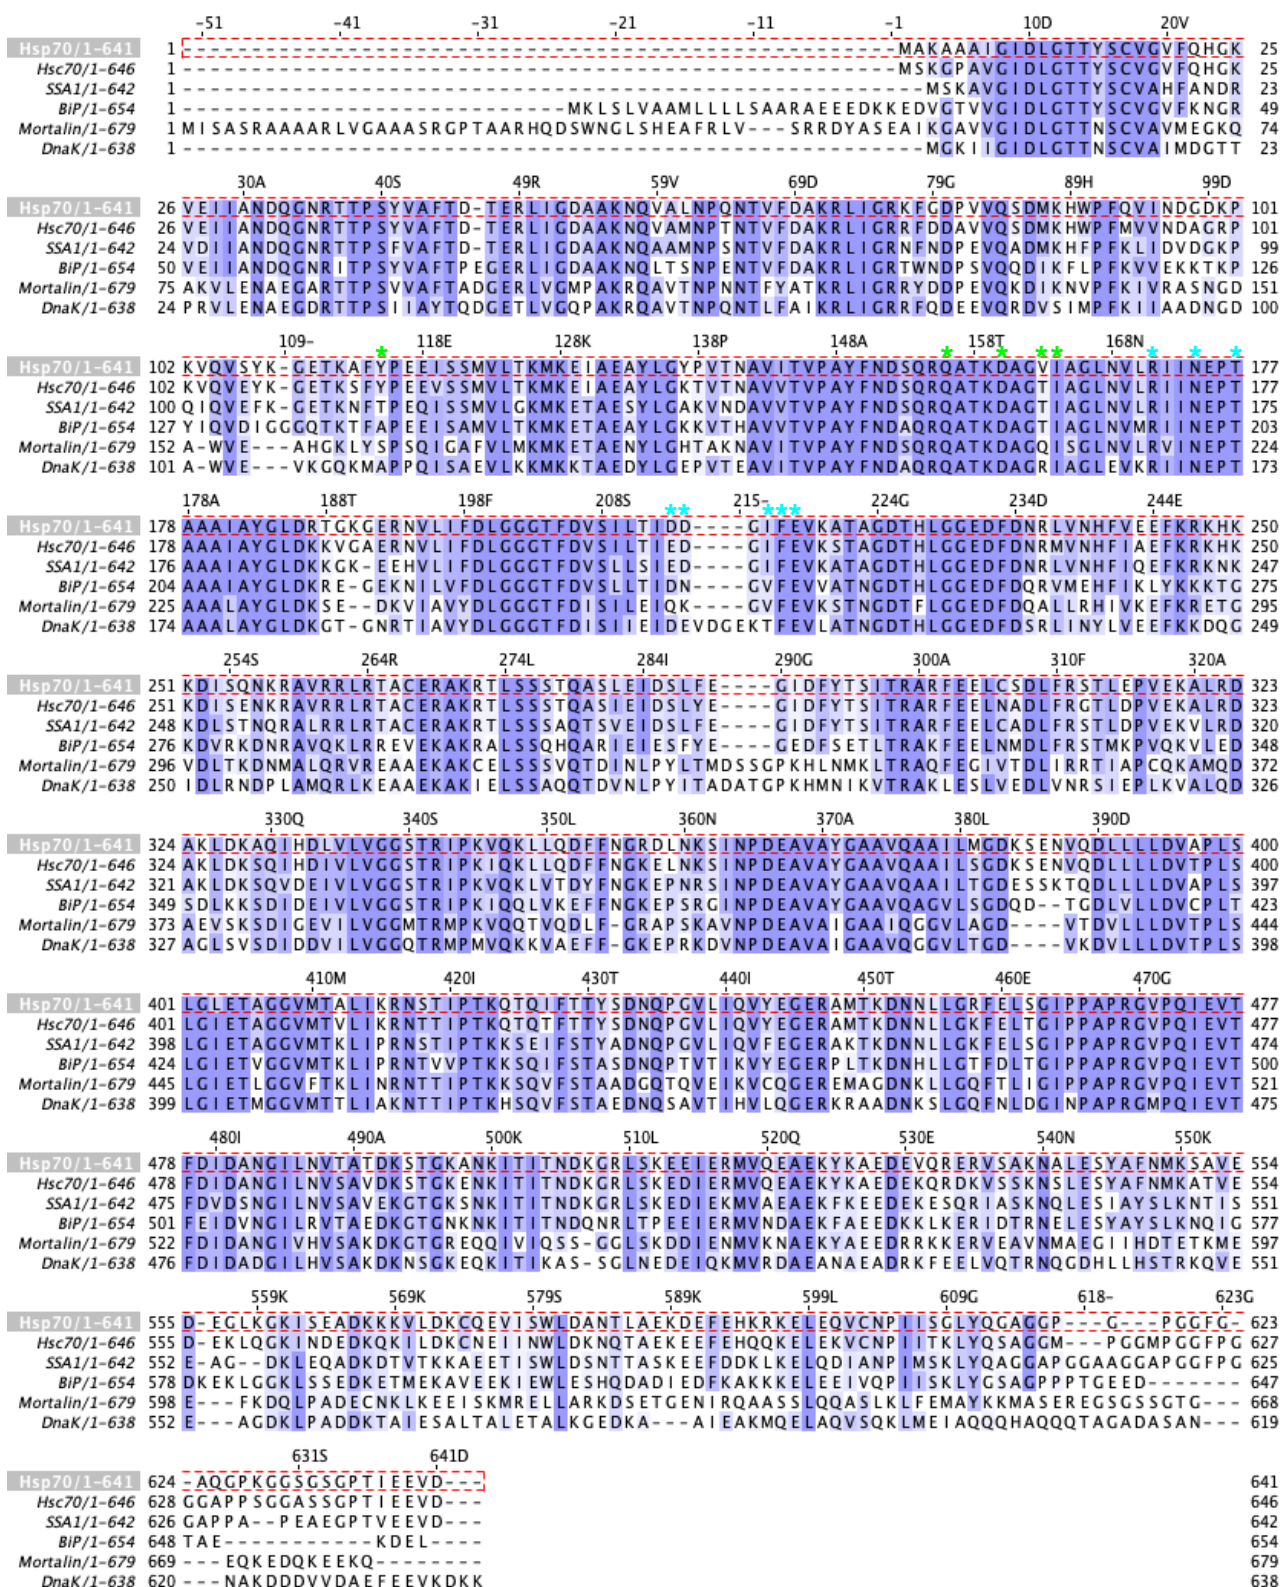 -51 -41 -31 -21 -11 -1 10D 20V
Hsp70/1-641 1 ----------------------------------------------------MAKAAAIGIDLGTTYSCVGVFQHGK 25
Hsc70/1-646 1 ----------------------------------------------------MSKGPAVGIDLGTTYSCVGVFQHGK 25
SSA1/1-642 1 ------------------------------------------------------MSKAVGIDLGTTYSCVAHFANDR 23
BiP/1-654 1 ----------------------------MKLSLVAAMLLLLSAARAEEEDKKEDVGTVVGIDLGTTYSCVGVFKNGR 49
Mortalin/1-679 1 MISASRAAAARLVGAAASRGPTAARHQDSWNGLSHEAFRLV---SRRDYASEAIKGAVVGIDLGTTNSCVAVMEGKQ 74
DnaK/1-638 1 ------------------------------------------------------MGKIIGIDLGTTNSCVAIMDGTT 23
30A 40S 49R 59V 69D 79G 89H 99D
Hsp70/1-641 26 VEIIANDQGNRTTPSYVAFTD-TERLIGDAAKNQVALNPQNTVFDAKRLIGRKFGDPVVQSDMKHWPFQVINDGDKP 101
Hsc70/1-646 26 VEIIANDQGNRTTPSYVAFTD-TERLIGDAAKNQVAMNPTNTVFDAKRLIGRRFDDAVVQSDMKHWPFMVVNDAGRP 101
SSA1/1-642 24 VDIIANDQGNRTTPSFVAFTD-TERLIGDAAKNQAAMNPSNTVFDAKRLIGRNFNDPEVQADMKHFPFKLIDVDGKP 99
BiP/1-654 50 VEIIANDQGNRITPSYVAFTPEGERLIGDAAKNQLTSNPENTVFDAKRLIGRTWNDPSVQQDIKFLPFKVVEKKTKP 126
Mortalin/1-679 75 AKVLENAEGARTTPSVVAFTADGERLVGMPAKRQAVTNPNNTFYATKRLIGRRYDDPEVQKDIKNVPFKIVRASNGD 151
DnaK/1-638 24 PRVLENAEGDRTTPSIIAYTQDGETLVGQPAKRQAVTNPQNTLFAIKRLIGRRFQDEEVQRDVSIMPFKIIAADNGD 100
109- * 118E 128K 138P 148A * 158T * * * 168N * * *
Hsp70/1-641 102 KVQVSYK-GETKAFYPEEISSMVLTKMKEIAEAYLGYPVTNAVITVPAYFNDSQRQATKDAGVIAGLNVLRIINEPT 177
Hsc70/1-646 102 KVQVEYK-GETKSFYPEEVSSMVLTKMKEIAEAYLGKTVTNAVVTVPAYFNDSQRQATKDAGTIAGLNVLRIINEPT 177
SSA1/1-642 100 QIQVEFK-GETKNFTPEQISSMVLGKMKETAESYLGAKVNDAVVTVPAYFNDSQRQATKDAGTIAGLNVLRIINEPT 175
BiP/1-654 127 YIQVDIGGGQTKTFAPEEISAMVLTKMKETAEAYLGKKVTHAVVTVPAYFNDAQRQATKDAGTIAGLNVMRIINEPT 203
Mortalin/1-679 152 A-WVE---AHGKLYSPSQIGAFVLMKMKETAENYLGHTAKNAVITVPAYFNDSQRQATKDAGQISGLNVLRVINEPT 224
DnaK/1-638 101 A-WVE---VKGQKMAPPQISAEVLKKMKKTAEDYLGEPVTEAVITVPAYFNDAQRQATKDAGRIAGLEVKRIINEPT 173
178A 188T 198F 208S ** 215- *** 224G 234D 244E
Hsp70/1-641 178 AAAIAYGLDRTGKGERNVLIFDLGGGTFDVSILTIDD----GIFEVKATAGDTHLGGEDFDNRLVNHFVEEFKRKHK 250
Hsc70/1-646 178 AAAIAYGLDKKVGAERNVLIFDLGGGTFDVSILTIED----GIFEVKSTAGDTHLGGEDFDNRMVNHFIAEFKRKHK 250
SSA1/1-642 176 AAAIAYGLDKKGK-EEHVLIFDLGGGTFDVSLLSIED----GIFEVKATAGDTHLGGEDFDNRLVNHFIQEFKRKNK 247
BiP/1-654 204 AAAIAYGLDKRE-GEKNILVFDLGGGTFDVSLLTIDN----GVFEVVATNGDTHLGGEDFDQRVMEHFIKLYKKKTG 275
Mortalin/1-679 225 AAALAYGLDKSE--DKVIAVYDLGGGTFDISILEIQK----GVFEVKSTNGDTFLGGEDFDQALLRHIVKEFKRETG 295
DnaK/1-638 174 AAALAYGLDKGT-GNRTIAVYDLGGGTFDISIIEIDEVDGEKTFEVLATNGDTHLGGEDFDSRLINYLVEEFKKDQG 249
254S 264R 274L 284I 290G 300A 310F 320A
Hsp70/1-641 251 KDISQNKRAVRRLRTACERAKRTLSSSTQASLEIDSLFE----GIDFYTSITRARFEELCSDLFRSTLEPVEKALRD 323
Hsc70/1-646 251 KDISENKRAVRRLRTACERAKRTLSSSTQASIEIDSLYE----GIDFYTSITRARFEELNADLFRGTLDPVEKALRD 323
SSA1/1-642 248 KDLSTNQRALRRLRTACERAKRTLSSSAQTSVEIDSLFE----GIDFYTSITRARFEELCADLFRSTLDPVEKVLRD 320
BiP/1-654 276 KDVRKDNRAVQKLRREVEKAKRALSSQHQARIEIESFYE----GEDFSETLTRAKFEELNMDLFRSTMKPVQKVLED 348
Mortalin/1-679 296 VDLTKDNMALQRVREAAEKAKCELSSSVQTDINLPYLTMDSSGPKHLNMKLTRAQFEGIVTDLIRRTIAPCQKAMQD 372
DnaK/1-638 250 IDLRNDPLAMQRLKEAAEKAKIELSSAQQTDVNLPYITADATGPKHMNIKVTRAKLESLVEDLVNRSIEPLKVALQD 326
330Q 340S 350L 360N 370A 380L 390D
Hsp70/1-641 324 AKLDKAQIHDLVLVGGSTRIPKVQKLLQDFFNGRDLNKSINPDEAVAYGAAVQAAILMGDKSENVQDLLLLDVAPLS 400
Hsc70/1-646 324 AKLDKSQIHDIVLVGGSTRIPKIQKLLQDFFNGKELNKSINPDEAVAYGAAVQAAILSGDKSENVQDLLLLDVTPLS 400
SSA1/1-642 321 AKLDKSQVDEIVLVGGSTRIPKVQKLVTDYFNGKEPNRSINPDEAVAYGAAVQAAILTGDESSKTQDLLLLDVAPLS 397
BiP/1-654 349 SDLKKSDIDEIVLVGGSTRIPKIQQLVKEFFNGKEPSRGINPDEAVAYGAAVQAGVLSGDQD--TGDLVLLDVCPLT 423
Mortalin/1-679 373 AEVSKSDIGEVILVGGMTRMPKVQQTVQDLF-GRAPSKAVNPDEAVAIGAAIQGGVLAGD----VTDVLLLDVTPLS 444
DnaK/1-638 327 AGLSVSDIDDVILVGGQTRMPMVQKKVAEFF-GKEPRKDVNPDEAVAIGAAVQGGVLTGD----VKDVLLLDVTPLS 398
410M 420I 430T 440V 450T 460E 470G
Hsp70/1-641 401 LGLETAGGVMTALIKRNSTIPTKQTQIFTTYSDNQPGVLIQVYEGERAMTKDNNLLGRFELSGIPPAPRGVPQIEVT 477
Hsc70/1-646 401 LGIETAGGVMTVLIKRNTTIPTKQTQTFTTYSDNQPGVLIQVYEGERAMTKDNNLLGKFELTGIPPAPRGVPQIEVT 477
SSA1/1-642 398 LGIETAGGVMTKLIPRNSTIPTKKSEIFSTYADNQPGVLIQVFEGERAKTKDNNLLGKFELSGIPPAPRGVPQIEVT 474
BiP/1-654 424 LGIETVGGVMTKLIPRNTVVPTKKSQIFSTASDNQPTVTIKVYEGERPLTKDNHLLGTFDLTGIPPAPRGVPQIEVT 500
Mortalin/1-679 445 LGIETLGGVFTKLINRNTTIPTKKSQVFSTAADGQTQVEIKVCQGEREMAGDNKLLGQFTLIGIPPAPRGVPQIEVT 521
DnaK/1-638 399 LGIETMGGVMTTLIAKNTTIPTKHSQVFSTAEDNQSAVTIHVLQGERKRAADNKSLGQFNLDGINPAPRGMPQIEVT 475
480I 490A 500K 510L 520Q 530E 540N 550K
Hsp70/1-641 478 FDIDANGILNVTATDKSTGKANKITITNDKGRLSKEEIERMVQEAEKYKAEDEVQRERVSAKNALESYAFNMKSAVE 554
Hsc70/1-646 478 FDIDANGILNVSAVDKSTGKENKITITNDKGRLSKEDIERMVQEAEKYKAEDEKQRDKVSSKNSLESYAFNMKATVE 554
SSA1/1-642 475 FDVDSNGILNVSAVEKGTGKSNKITITNDKGRLSKEDIEKMVAEAEKFKEEDEKESQRIASKNQLESIAYSLKNTIS 551
BiP/1-654 501 FEIDVNGILRVTAEDKGTGNKNKITITNDQNRLTPEEIERMVNDAEKFAEEDKKLKERIDTRNELESYAYSLKNQIG 577
Mortalin/1-679 522 FDIDANGIVHVSAKDKGTGREQQIVIQSS-GGLSKDDIENMVKNAEKYAEEDRRKKERVEAVNMAEGIIHDTETKME 597
DnaK/1-638 476 FDIDADGILHVSAKDKNSGKEQKITIKAS-SGLNEDEIQKMVRDAEANAEADRKFEELVQTRNQGDHLLHSTRKQVE 551
559K 569K 579S 589K 599L 609G 618- 623G
Hsp70/1-641 555 D-EGLKGKISEADKKKVLDKCQEVISWLDANTLAEKDEFEHKRKELEQVCNPIISGLYQGAGGP---G---PGGFG- 623
Hsc70/1-646 555 D-EKLQGKINDEDKQKILDKCNEIINWLDKNQTAEKEEFEHQQKELEKVCNPIITKLYQSAGGM---PGGMPGGFPG
SSA1/1-642 552 E-AG--DKLEQADKDTVTKKAEETISWLDSNTTASKEEFDDKLKELQDIANPIMSKLYQAGGAPGGAAGGAPGGFPG 625
BiP/1-654 578 DKEKLGGKLSSEDKETMEKAVEEKIEWLESHQDADIEDFKAKKKELEEIVQPIISKLYGSAGPPPTGEED------- 647
Mortalin/1-679 598 E---FKDQLPADECNKLKEEISKMRELLARKDSETGENIRQAASSLQQASLKLFEMAYKKMASEREGSGSSGTG--- 668
DnaK/1-638 552 E---AGDKLPADDKTAIESALTALETALKGEDKA---AIEAKMQELAQVSQKLMEIAQQQHAQQQTAGADASAN--- 619
631S 641D
Hsp70/1-641 624 -AQGPKGGSGSGPTIEEVD--- 641
Hsc70/1-646 628 GGAPPSGGASSGPTIEEVD--- 646
SSA1/1-642 626 GAPPA--PEAEGPTVEEVD--- 642
BiP/1-654 648 TAE-----------KDEL---- 654
Mortalin/1-679 669 ---EQKEDQKEEKQ-------- 679
DnaK/1-638 620 ---NAKDDDVVDAEFEEVKDKK 638